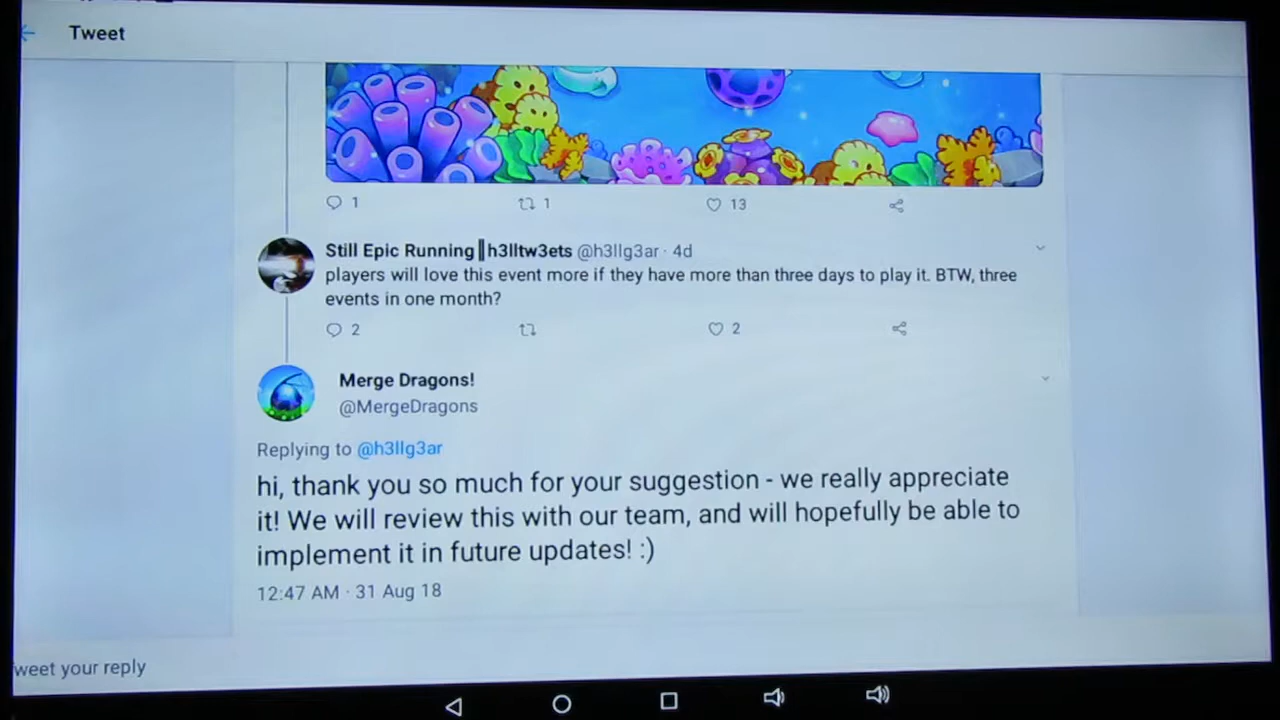 Tweet
1
1
13
Still Epic Running║h3lltw3ets @h3llg3ar · 4d
players will love this event more if they have more than three days to play it. BTW, three
events in one month?
2
2
Merge Dragons!
@MergeDragons
Replying to @h3llg3ar
hi, thank you so much for your suggestion - we really appreciate
it! We will review this with our team, and will hopefully be able to
implement it in future updates! :)
12:47 AM · 31 Aug 18
weet your reply